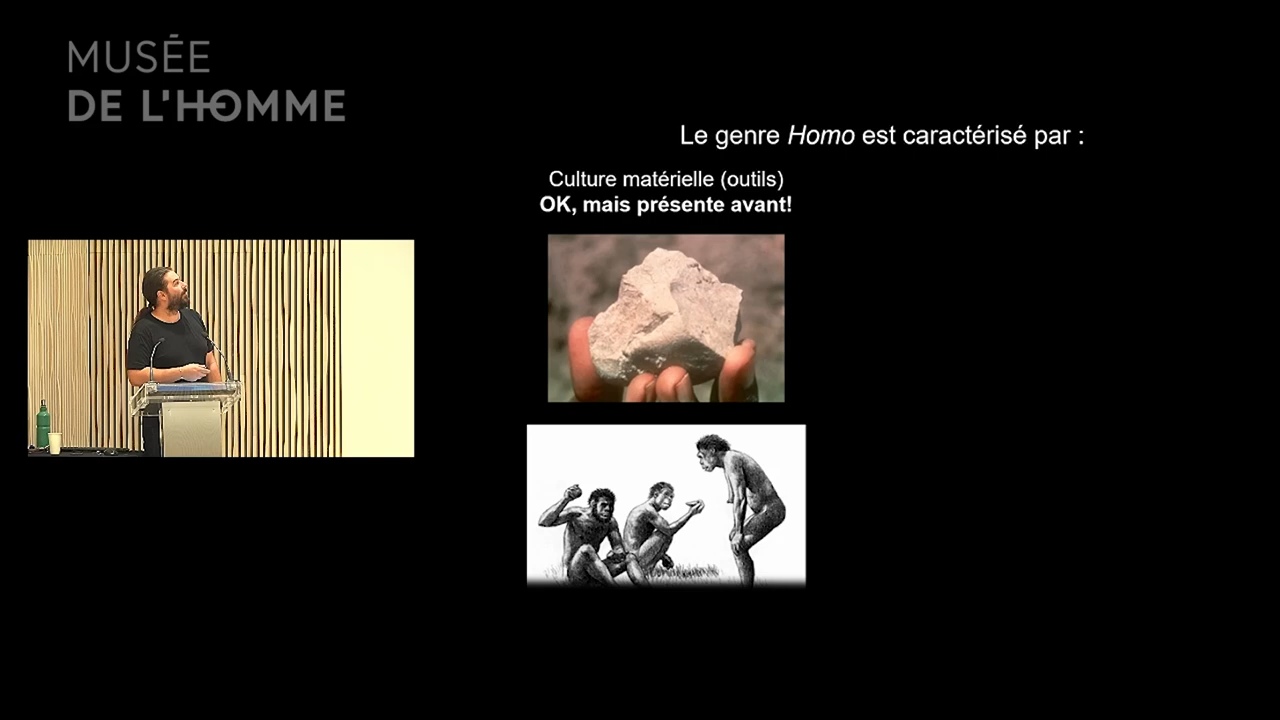 MUSÉE
DE L'HOMME
Le genre Homo est caractérisé par :
Culture matérielle (outils)
OK, mais présente avant!